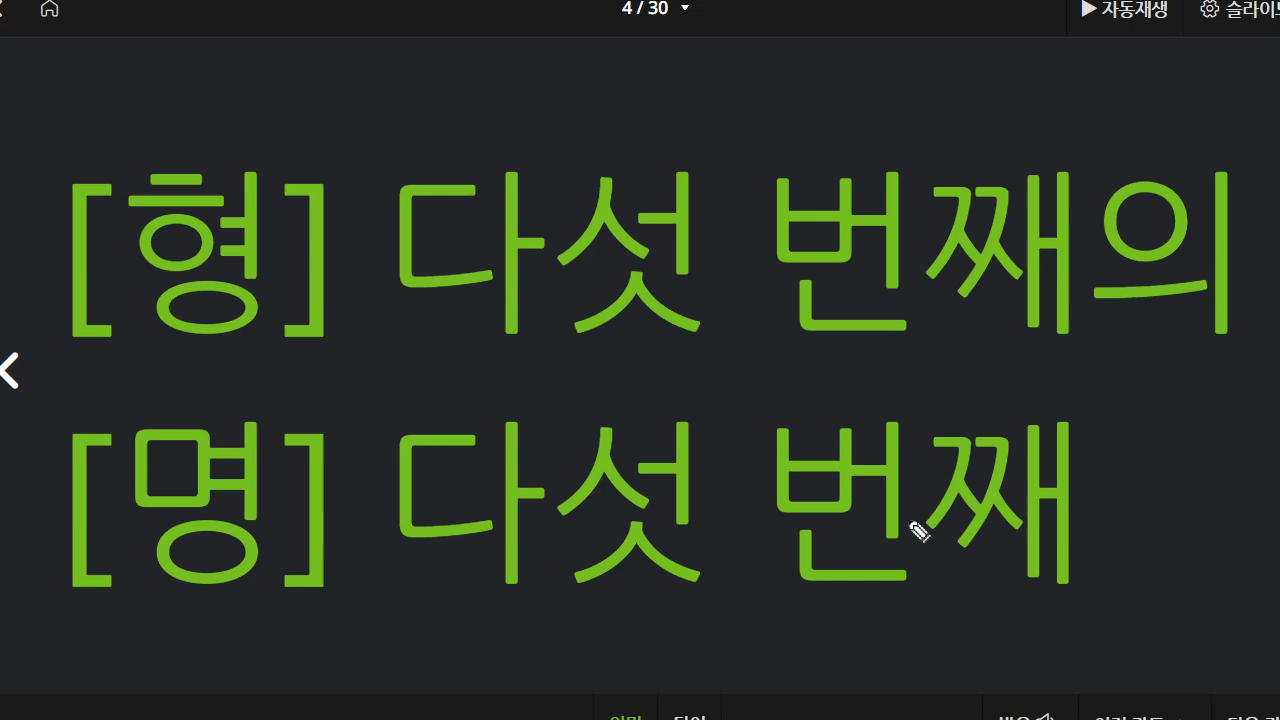 4 / 30
▶ 자동재생
[형] 다섯 번째의
[명] 다섯 번째